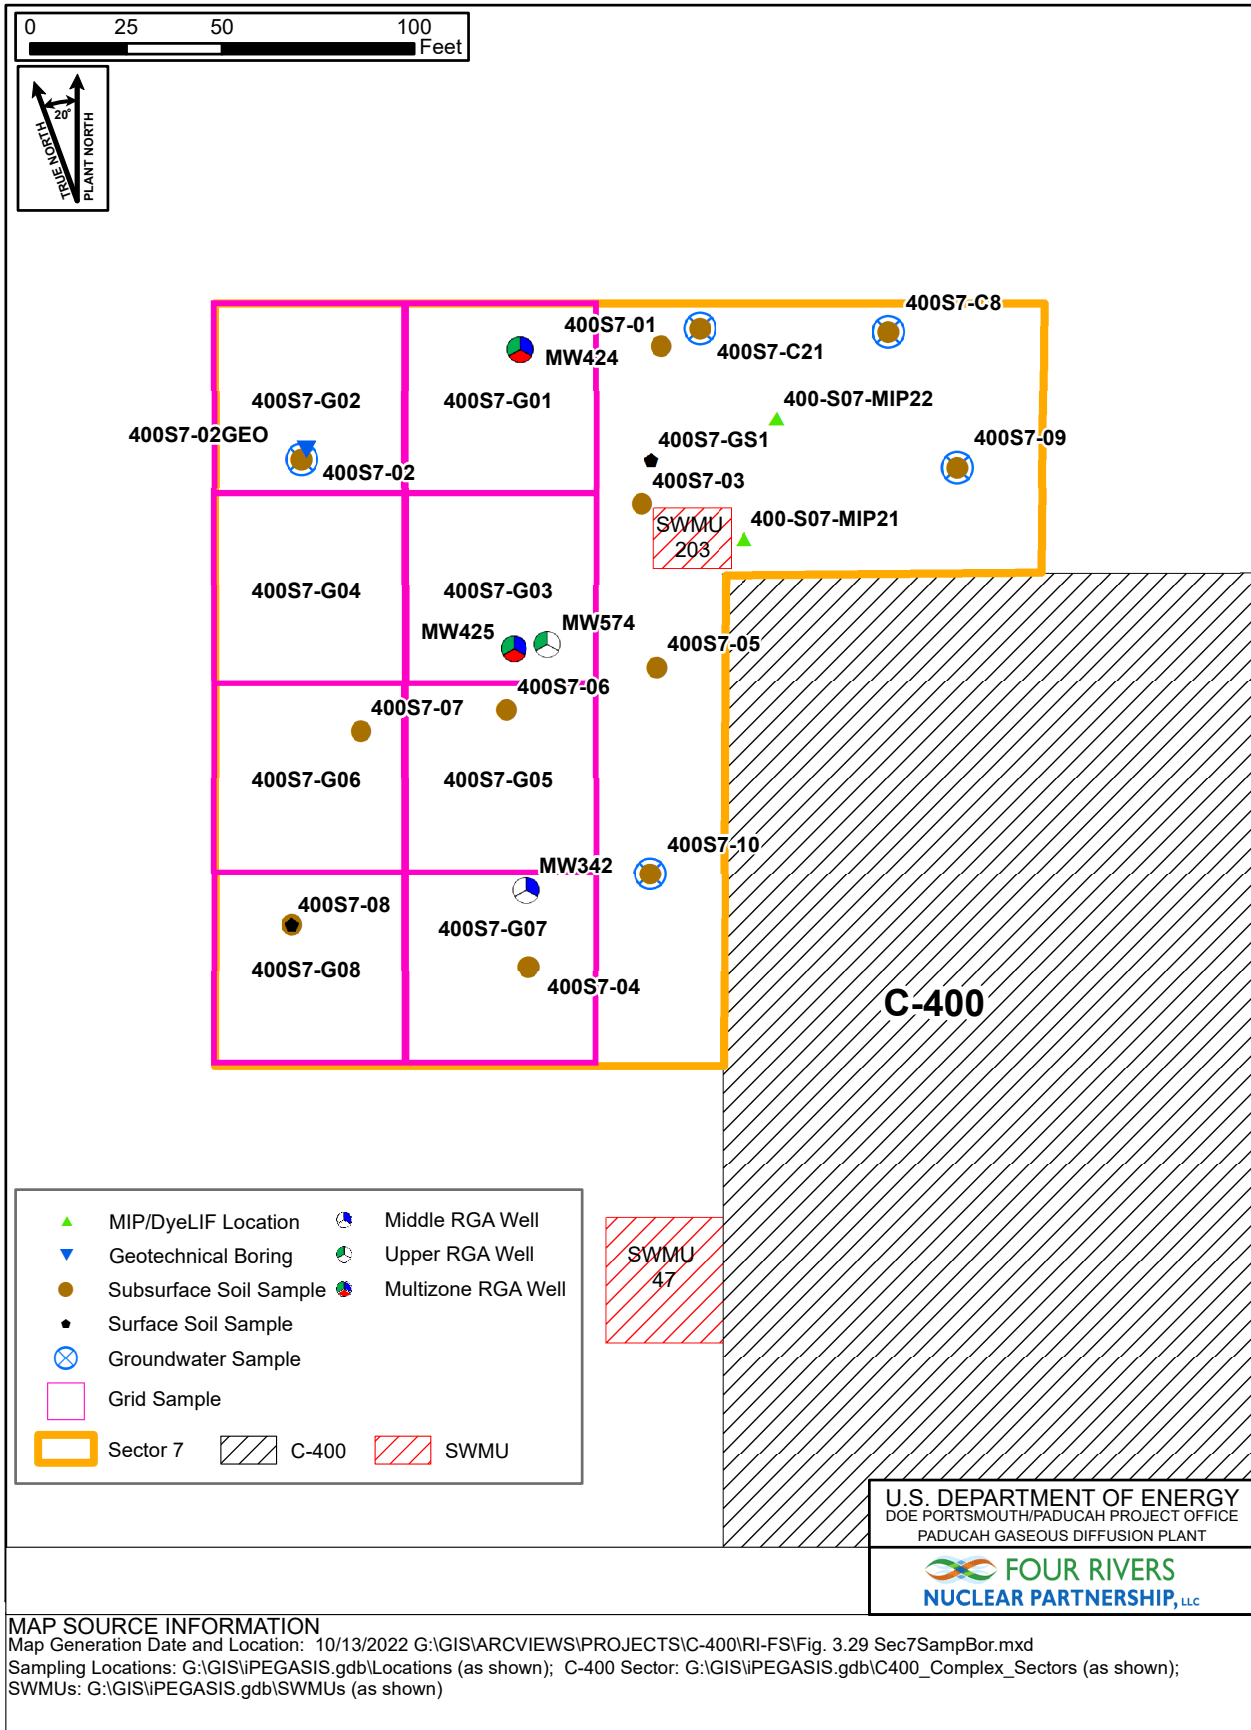 0 25 50 100
Feet
20°
TRUE NORTH
PLANT NORTH
400S7-C8
400S7-01
400S7-C21
MW424
400S7-G02
400S7-G01
400-S07-MIP22
400S7-02GEO
400S7-GS1
400S7-09
400S7-02
400S7-03
400-S07-MIP21
SWMU
203
400S7-G04
400S7-G03
MW425
MW574
400S7-05
400S7-06
400S7-07
400S7-G06
400S7-G05
400S7-10
MW342
400S7-08
400S7-G07
400S7-G08
400S7-04
C-400
SWMU
47
MIP/DyeLIF Location
Geotechnical Boring
Subsurface Soil Sample
Surface Soil Sample
Groundwater Sample
Grid Sample
Middle RGA Well
Upper RGA Well
Multizone RGA Well
Sector 7
C-400
SWMU
U.S. DEPARTMENT OF ENERGY
DOE PORTSMOUTH/PADUCAH PROJECT OFFICE
PADUCAH GASEOUS DIFFUSION PLANT
FOUR RIVERS
NUCLEAR PARTNERSHIP, LLC
MAP SOURCE INFORMATION
Map Generation Date and Location: 10/13/2022 G:\GIS\ARCVIEWS\PROJECTS\C-400\RI-FS\Fig. 3.29 Sec7SampBor.mxd
Sampling Locations: G:\GIS\iPEGASIS.gdb\Locations (as shown); C-400 Sector: G:\GIS\iPEGASIS.gdb\C400_Complex_Sectors (as shown);
SWMUs: G:\GIS\iPEGASIS.gdb\SWMUs (as shown)